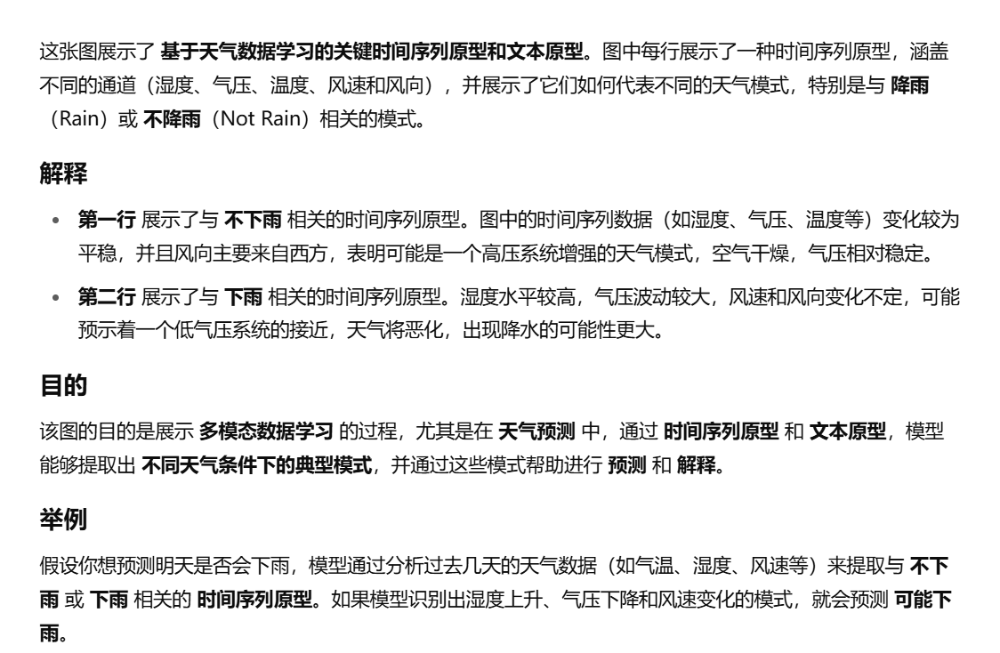 这张图展示了 基于天气数据学习的关键时间序列原型和文本原型。图中每行展示了一种时间序列原型，涵盖
不同的通道（湿度、气压、温度、风速和风向），并展示了它们如何代表不同的天气模式，特别是与 降雨
（Rain）或 不降雨（Not Rain）相关的模式。
解释
• 第一行 展示了与 不下雨 相关的时间序列原型。图中的时间序列数据（如湿度、气压、温度等）变化较为
平稳，并且风向主要来自西方，表明可能是一个高压系统增强的天气模式，空气干燥，气压相对稳定。
• 第二行 展示了与 下雨 相关的时间序列原型。湿度水平较高，气压波动较大，风速和风向变化不定，可能
预示着一个低气压系统的接近，天气将恶化，出现降水的可能性更大。
目的
该图的目的是展示 多模态数据学习 的过程，尤其是在 天气预测 中，通过 时间序列原型 和 文本原型，模型
能够提取出 不同天气条件下的典型模式，并通过这些模式帮助进行 预测 和 解释。
举例
假设你想预测明天是否会下雨，模型通过分析过去几天的天气数据（如气温、湿度、风速等）来提取与 不下
雨 或 下雨 相关的 时间序列原型。如果模型识别出湿度上升、气压下降和风速变化的模式，就会预测 可能下
雨。